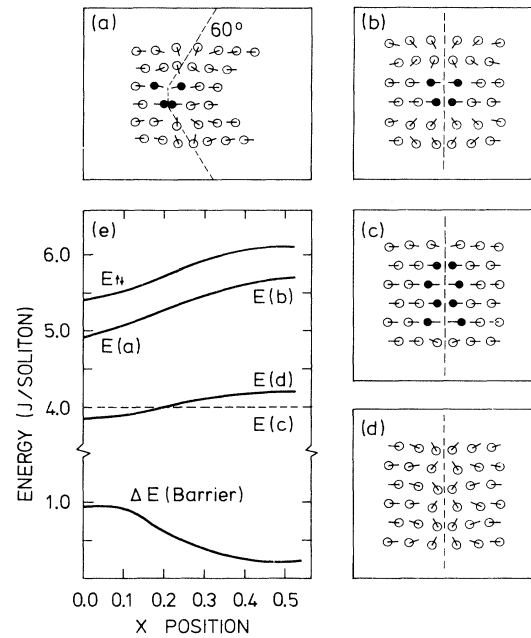 (a)
60°
(b)
(c)
(d)
(e)
6.0
5.0
4.0
1.0
E↑↓
E(b)
E(a)
E(d)
E(c)
ΔE (Barrier)
ENERGY (J/SOLITON)
0.0 0.1 0.2 0.3 0.4 0.5
X POSITION